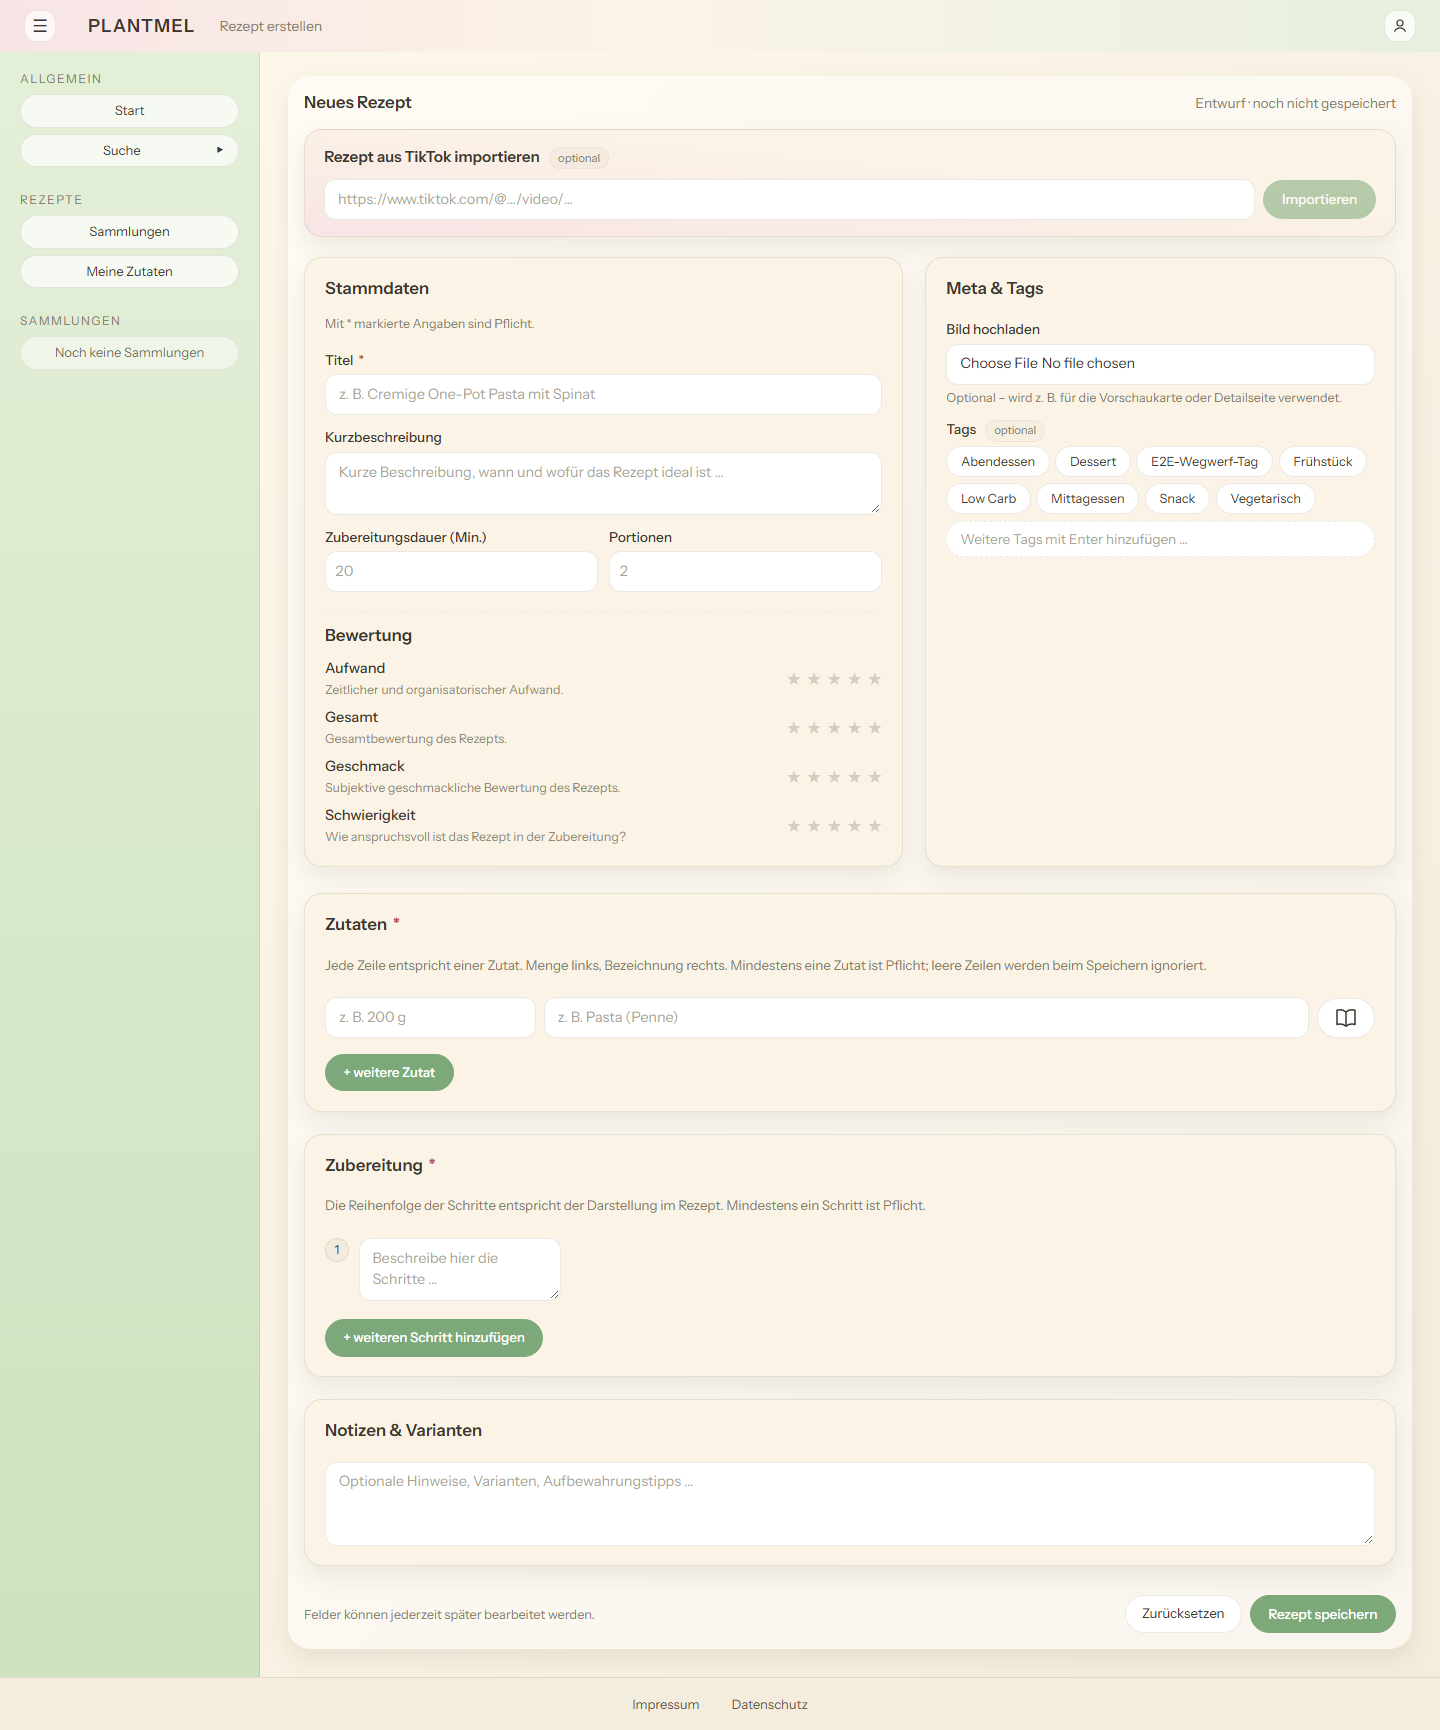 PLANTMEL
Rezept erstellen
ALLGEMEIN
Start
Suche
REZEPTE
Sammlungen
Meine Zutaten
SAMMLUNGEN
Noch keine Sammlungen
Neues Rezept
Entwurf · noch nicht gespeichert
Rezept aus TikTok importieren optional
https://www.tiktok.com/@.../video/...
Importieren
Stammdaten
Mit * markierte Angaben sind Pflicht.
Titel *
z. B. Cremige One-Pot Pasta mit Spinat
Kurzbeschreibung
Kurze Beschreibung, wann und wofür das Rezept ideal ist ...
Zubereitungsdauer (Min.) Portionen
20 2
Bewertung
Aufwand
Zeitlicher und organisatorischer Aufwand.
★ ★ ★ ★ ★
Gesamt
Gesamtbewertung des Rezepts.
★ ★ ★ ★ ★
Geschmack
Subjektive geschmackliche Bewertung des Rezepts.
★ ★ ★ ★ ★
Schwierigkeit
Wie anspruchsvoll ist das Rezept in der Zubereitung?
★ ★ ★ ★ ★
Meta & Tags
Bild hochladen
Choose File No file chosen
Optional – wird z. B. für die Vorschaukarte oder Detailseite verwendet.
Tags optional
Abendessen Dessert E2E-Wegwerf-Tag Frühstück
Low Carb Mittagessen Snack Vegetarisch
Weitere Tags mit Enter hinzufügen ...
Zutaten *
Jede Zeile entspricht einer Zutat. Menge links, Bezeichnung rechts. Mindestens eine Zutat ist Pflicht; leere Zeilen werden beim Speichern ignoriert.
z. B. 200 g z. B. Pasta (Penne)
+ weitere Zutat
Zubereitung *
Die Reihenfolge der Schritte entspricht der Darstellung im Rezept. Mindestens ein Schritt ist Pflicht.
1 Beschreibe hier die
Schritte ...
+ weiteren Schritt hinzufügen
Notizen & Varianten
Optionale Hinweise, Varianten, Aufbewahrungstipps ...
Felder können jederzeit später bearbeitet werden.
Zurücksetzen Rezept speichern
Impressum Datenschutz